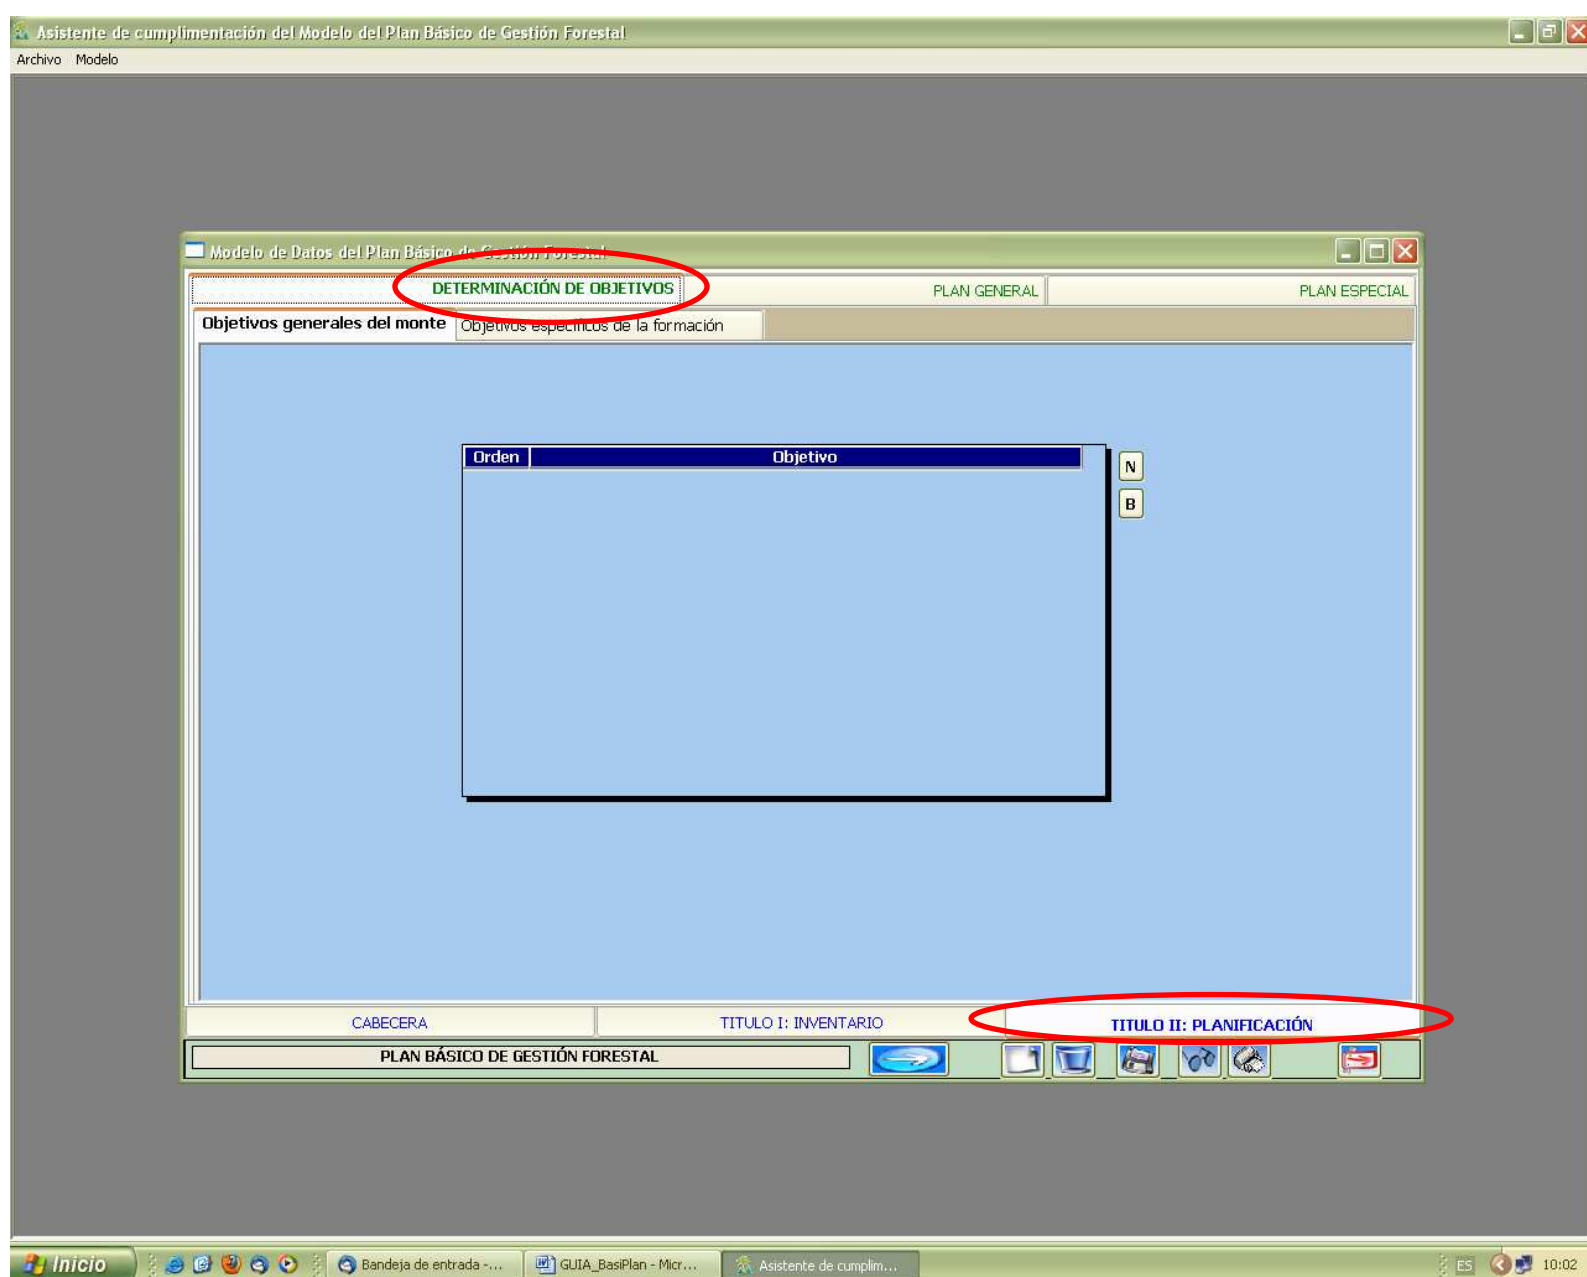 Asistente de cumplimentación del Modelo del Plan Básico de Gestión Forestal
Archivo Modelo
Modelo de Datos del Plan Básico de Gestión Forestal
DETERMINACIÓN DE OBJETIVOS PLAN GENERAL PLAN ESPECIAL
Objetivos generales del monte Objetivos específicos de la formación
Orden Objetivo
N
B
CABECERA TITULO I: INVENTARIO TITULO II: PLANIFICACIÓN
PLAN BÁSICO DE GESTIÓN FORESTAL
Inicio Bandeja de entrada -... GUIA_BasiPlan - Micr... Asistente de cumplim... ES 10:02